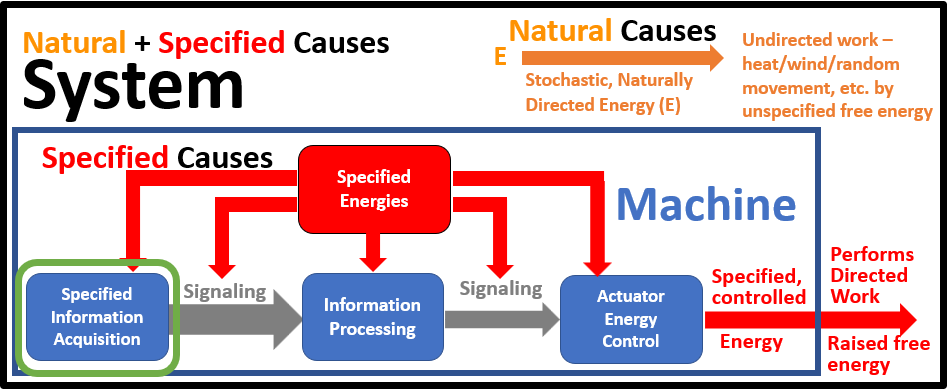 Natural + Specified Causes
System
Natural Causes
E
Stochastic, Naturally
Directed Energy (E)
Undirected work –
heat/wind/random
movement, etc. by
unspecified free energy
Specified Causes
Specified
Energies
Machine
Specified
Information
Acquisition
Signaling
Information
Processing
Signaling
Actuator
Energy
Control
Specified,
controlled
Energy
Performs
Directed
Work
Raised free
energy